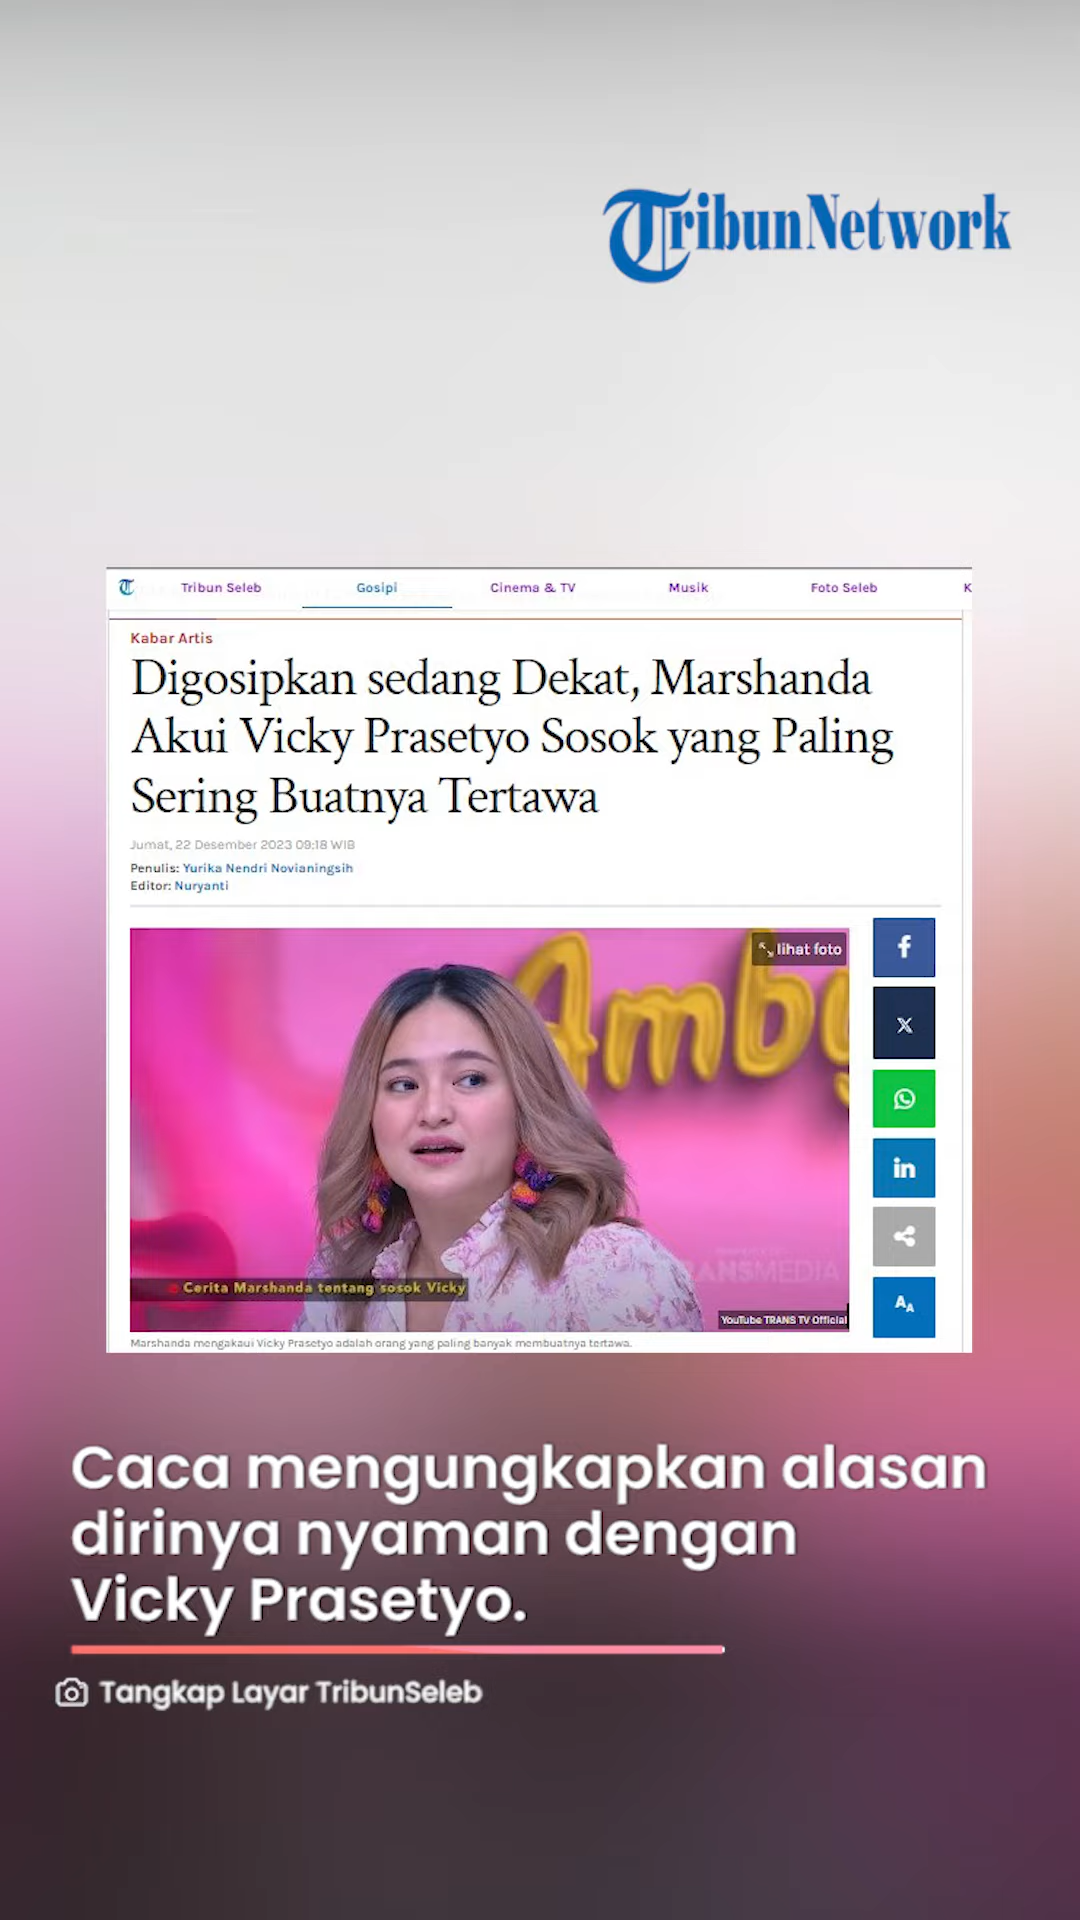 TribunNetwork
Tribun Seleb Gosipi Cinema & TV Musik Foto Seleb K
Kabar Artis
Digosipkan sedang Dekat, Marshanda
Akui Vicky Prasetyo Sosok yang Paling
Sering Buatnya Tertawa
Jumat, 22 Desember 2023 09:18 WIB
Penulis: Yurika Nendri Novianingsih
Editor: Nuryanti
lihat foto
Amby
Cerita Marshanda tentang sosok Vicky
TRANSMEDIA
YouTube TRANS TV Official
Marshanda mengakaui Vicky Prasetyo adalah orang yang paling banyak membuatnya tertawa.
Caca mengungkapkan alasan
dirinya nyaman dengan
Vicky Prasetyo.
Tangkap Layar TribunSeleb